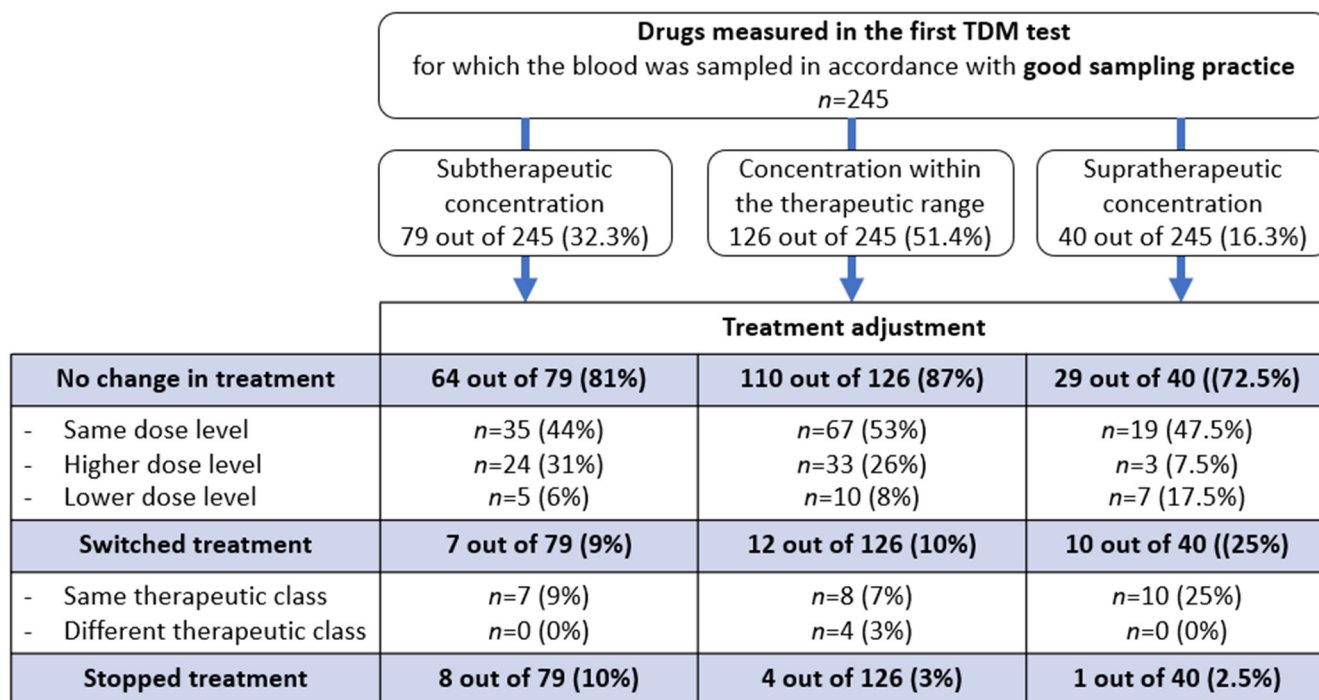 Drugs measured in the first TDM test
for which the blood was sampled in accordance with good sampling practice
n=245
Subtherapeutic
concentration
79 out of 245 (32.3%)
Concentration within
the therapeutic range
126 out of 245 (51.4%)
Supratherapeutic
concentration
40 out of 245 (16.3%)
Treatment adjustment
No change in treatment 64 out of 79 (81%) 110 out of 126 (87%) 29 out of 40 ((72.5%)
- Same dose level n=35 (44%) n=67 (53%) n=19 (47.5%)
- Higher dose level n=24 (31%) n=33 (26%) n=3 (7.5%)
- Lower dose level n=5 (6%) n=10 (8%) n=7 (17.5%)
Switched treatment 7 out of 79 (9%) 12 out of 126 (10%) 10 out of 40 ((25%)
- Same therapeutic class n=7 (9%) n=8 (7%) n=10 (25%)
- Different therapeutic class n=0 (0%) n=4 (3%) n=0 (0%)
Stopped treatment 8 out of 79 (10%) 4 out of 126 (3%) 1 out of 40 (2.5%)